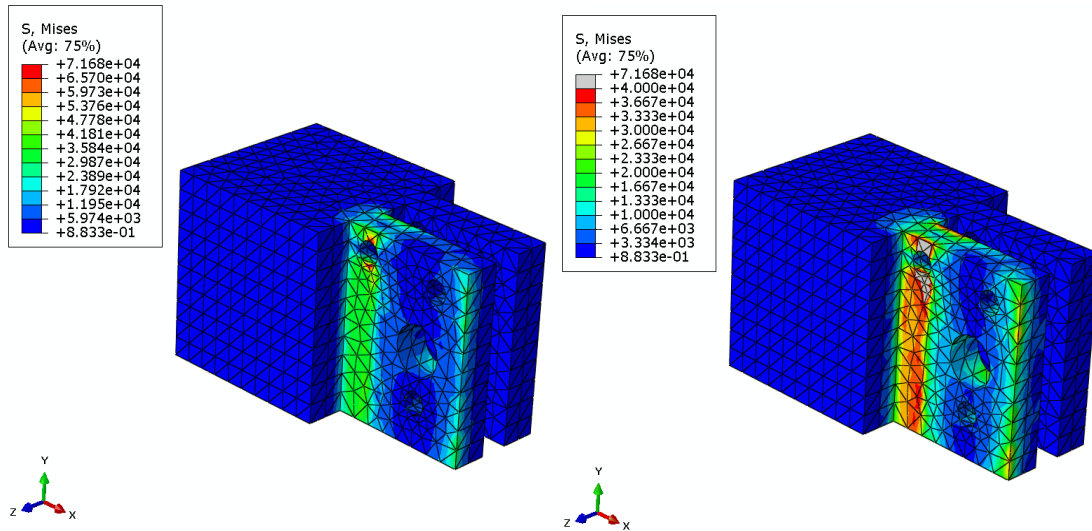 S, Mises
(Avg: 75%)
+7.168e+04
+6.570e+04
+5.973e+04
+5.376e+04
+4.778e+04
+4.181e+04
+3.584e+04
+2.987e+04
+2.389e+04
+1.792e+04
+1.195e+04
+5.974e+03
+8.833e-01
Y
Z
X
S, Mises
(Avg: 75%)
+7.168e+04
+4.000e+04
+3.667e+04
+3.333e+04
+3.000e+04
+2.667e+04
+2.333e+04
+2.000e+04
+1.667e+04
+1.333e+04
+1.000e+04
+6.667e+03
+3.334e+03
+8.833e-01
Y
Z
X